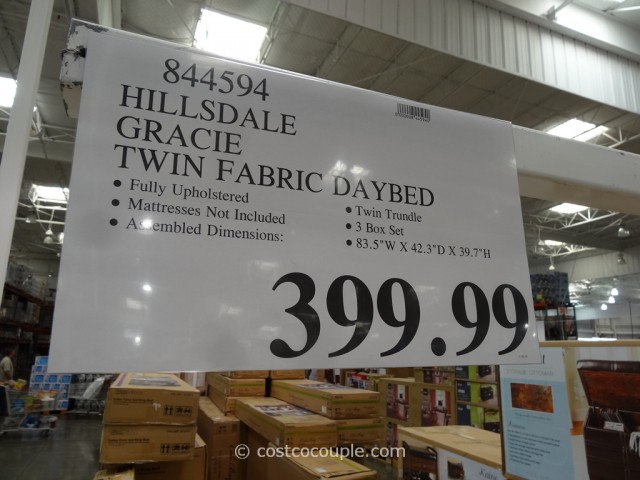 844594
HILLSDALE
GRACIE
TWIN FABRIC DAYBED
• Fully Upholstered
• Mattresses Not Included
• Assembled Dimensions:
• Twin Trundle
• 3 Box Set
• 83.5"W X 42.3"D X 39.7"H
399.99
© costcocouple.com